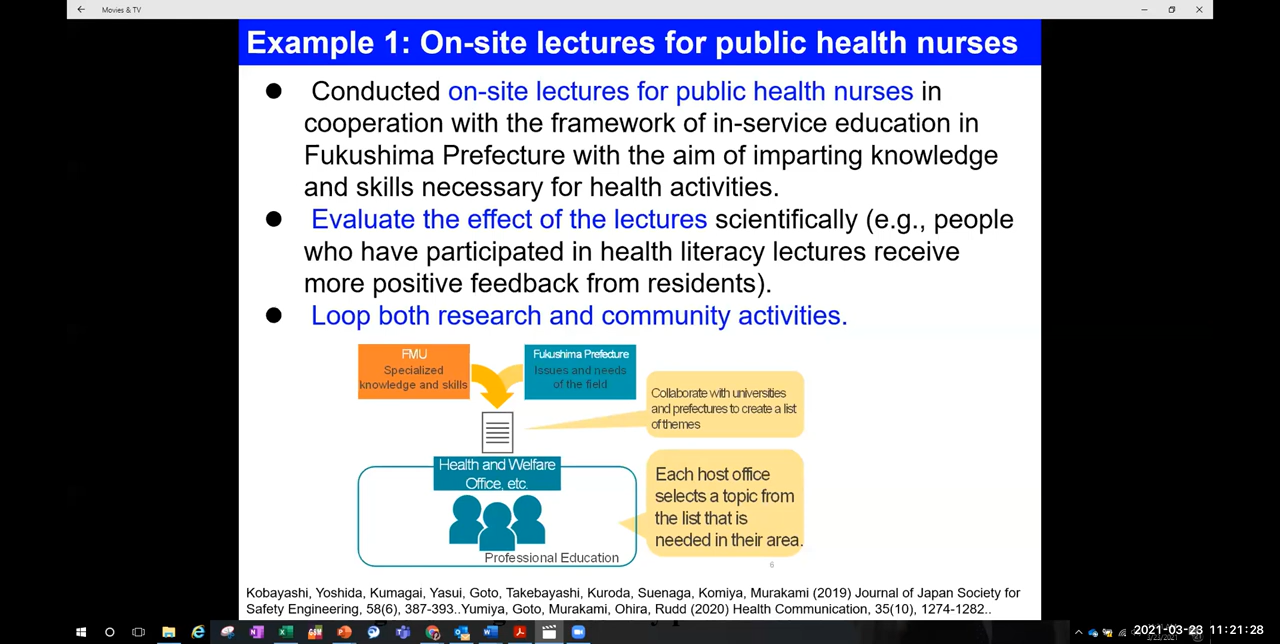 Movies & TV
Example 1: On-site lectures for public health nurses
● Conducted on-site lectures for public health nurses in
cooperation with the framework of in-service education in
Fukushima Prefecture with the aim of imparting knowledge
and skills necessary for health activities.
● Evaluate the effect of the lectures scientifically (e.g., people
who have participated in health literacy lectures receive
more positive feedback from residents).
● Loop both research and community activities.
FMU
Specialized
knowledge and skills
Fukushima Prefecture
Issues and needs
of the field
Collaborate with universities
and prefectures to create a list
of themes
Health and Welfare
Office, etc.
Each host office
selects a topic from
the list that is
needed in their area.
Professional Education
6
Kobayashi, Yoshida, Kumagai, Yasui, Goto, Takebayashi, Kuroda, Suenaga, Komiya, Murakami (2019) Journal of Japan Society for
Safety Engineering, 58(6), 387-393..Yumiya, Goto, Murakami, Ohira, Rudd (2020) Health Communication, 35(10), 1274-1282..
2021-03-23 11:21:28